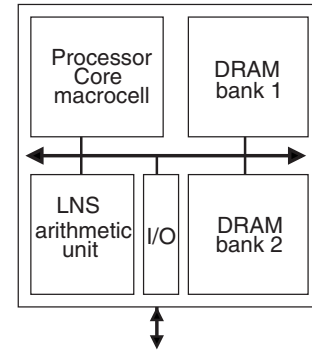 Processor
Core
macrocell
DRAM
bank 1
LNS
arithmetic
unit
I/O
DRAM
bank 2